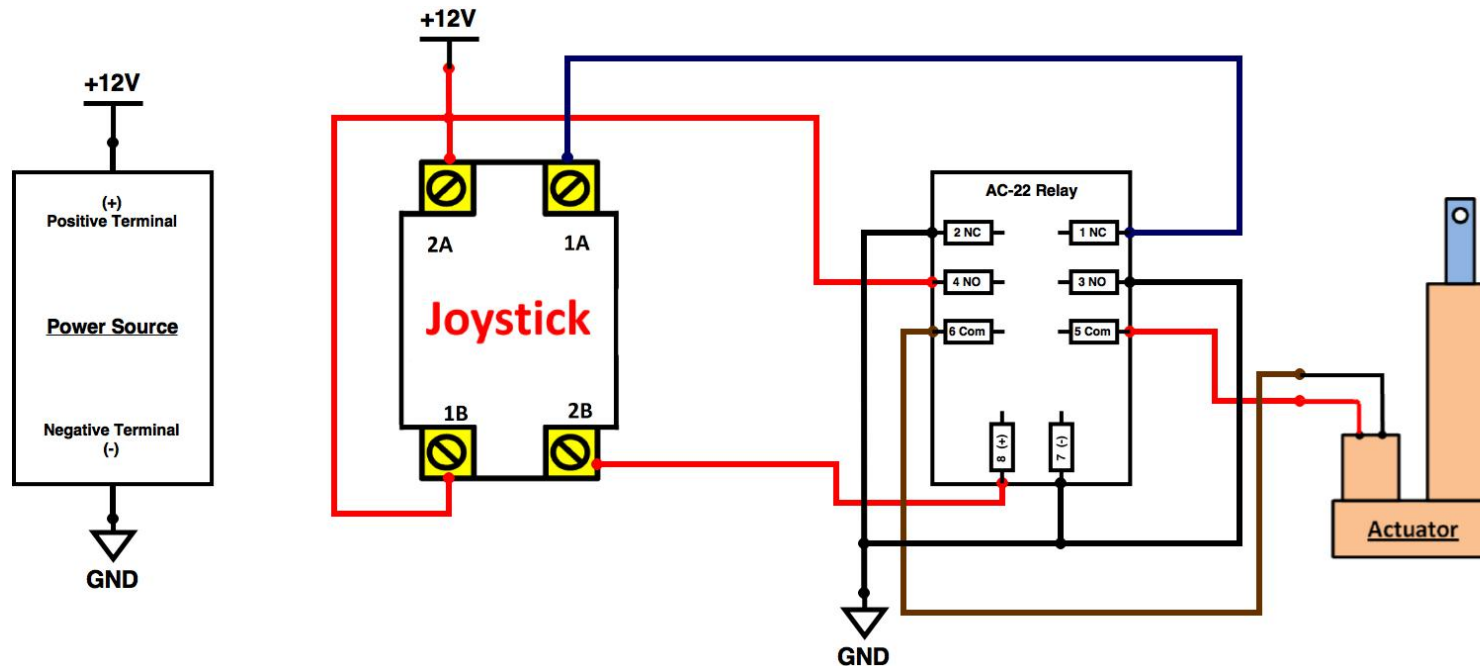 +12V
(+)
Positive Terminal
Power Source
Negative Terminal
(-)
GND
+12V
2A
1A
Joystick
1B
2B
AC-22 Relay
2 NC
1 NC
4 NO
3 NO
6 Com
5 Com
8 (+)
7 (-)
GND
Actuator